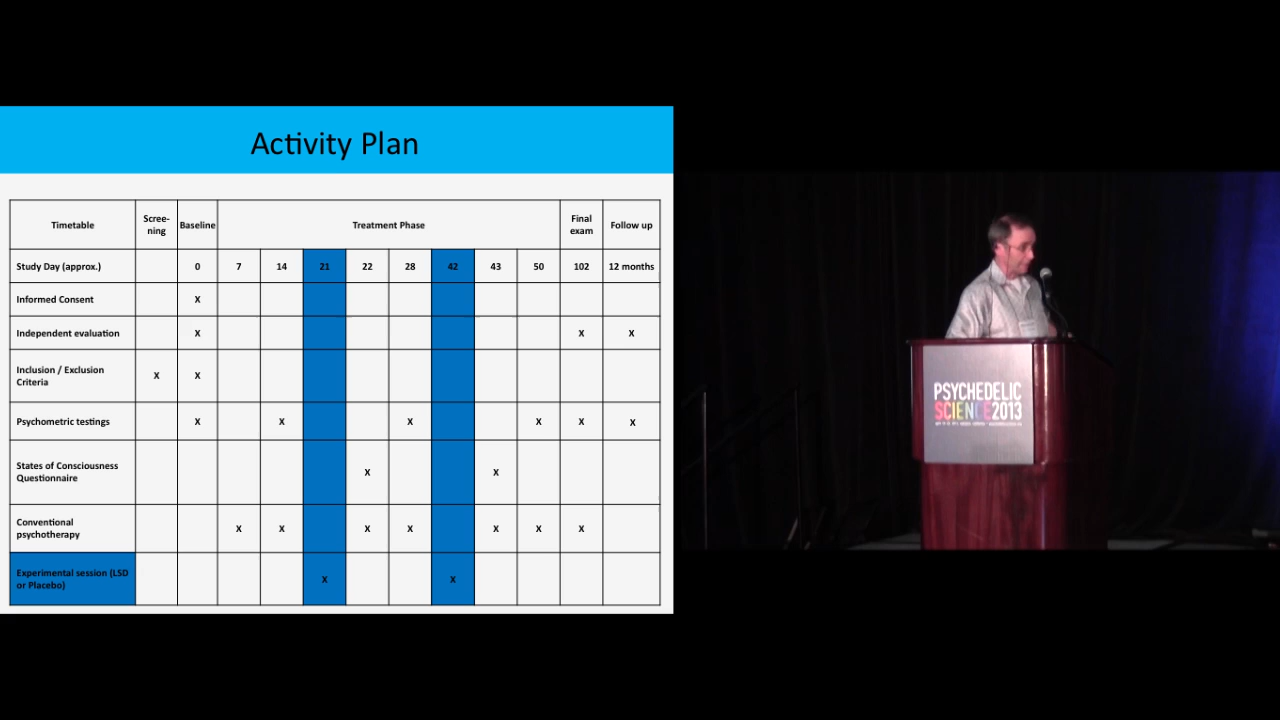 Activity Plan
Timetable
Scree-
ning
Baseline
Treatment Phase
Final
exam
Follow up
Study Day (approx.) 0 7 14 21 22 28 42 43 50 102 12 months
Informed Consent X
Independent evaluation X X X
Inclusion / Exclusion
Criteria
X X
Psychometric testings X X X X X X
States of Consciousness
Questionnaire
X X
Conventional
psychotherapy
X X X X X X X
Experimental session (LSD
or Placebo)
X X
PSYCHEDELIC
SCIENCE2013